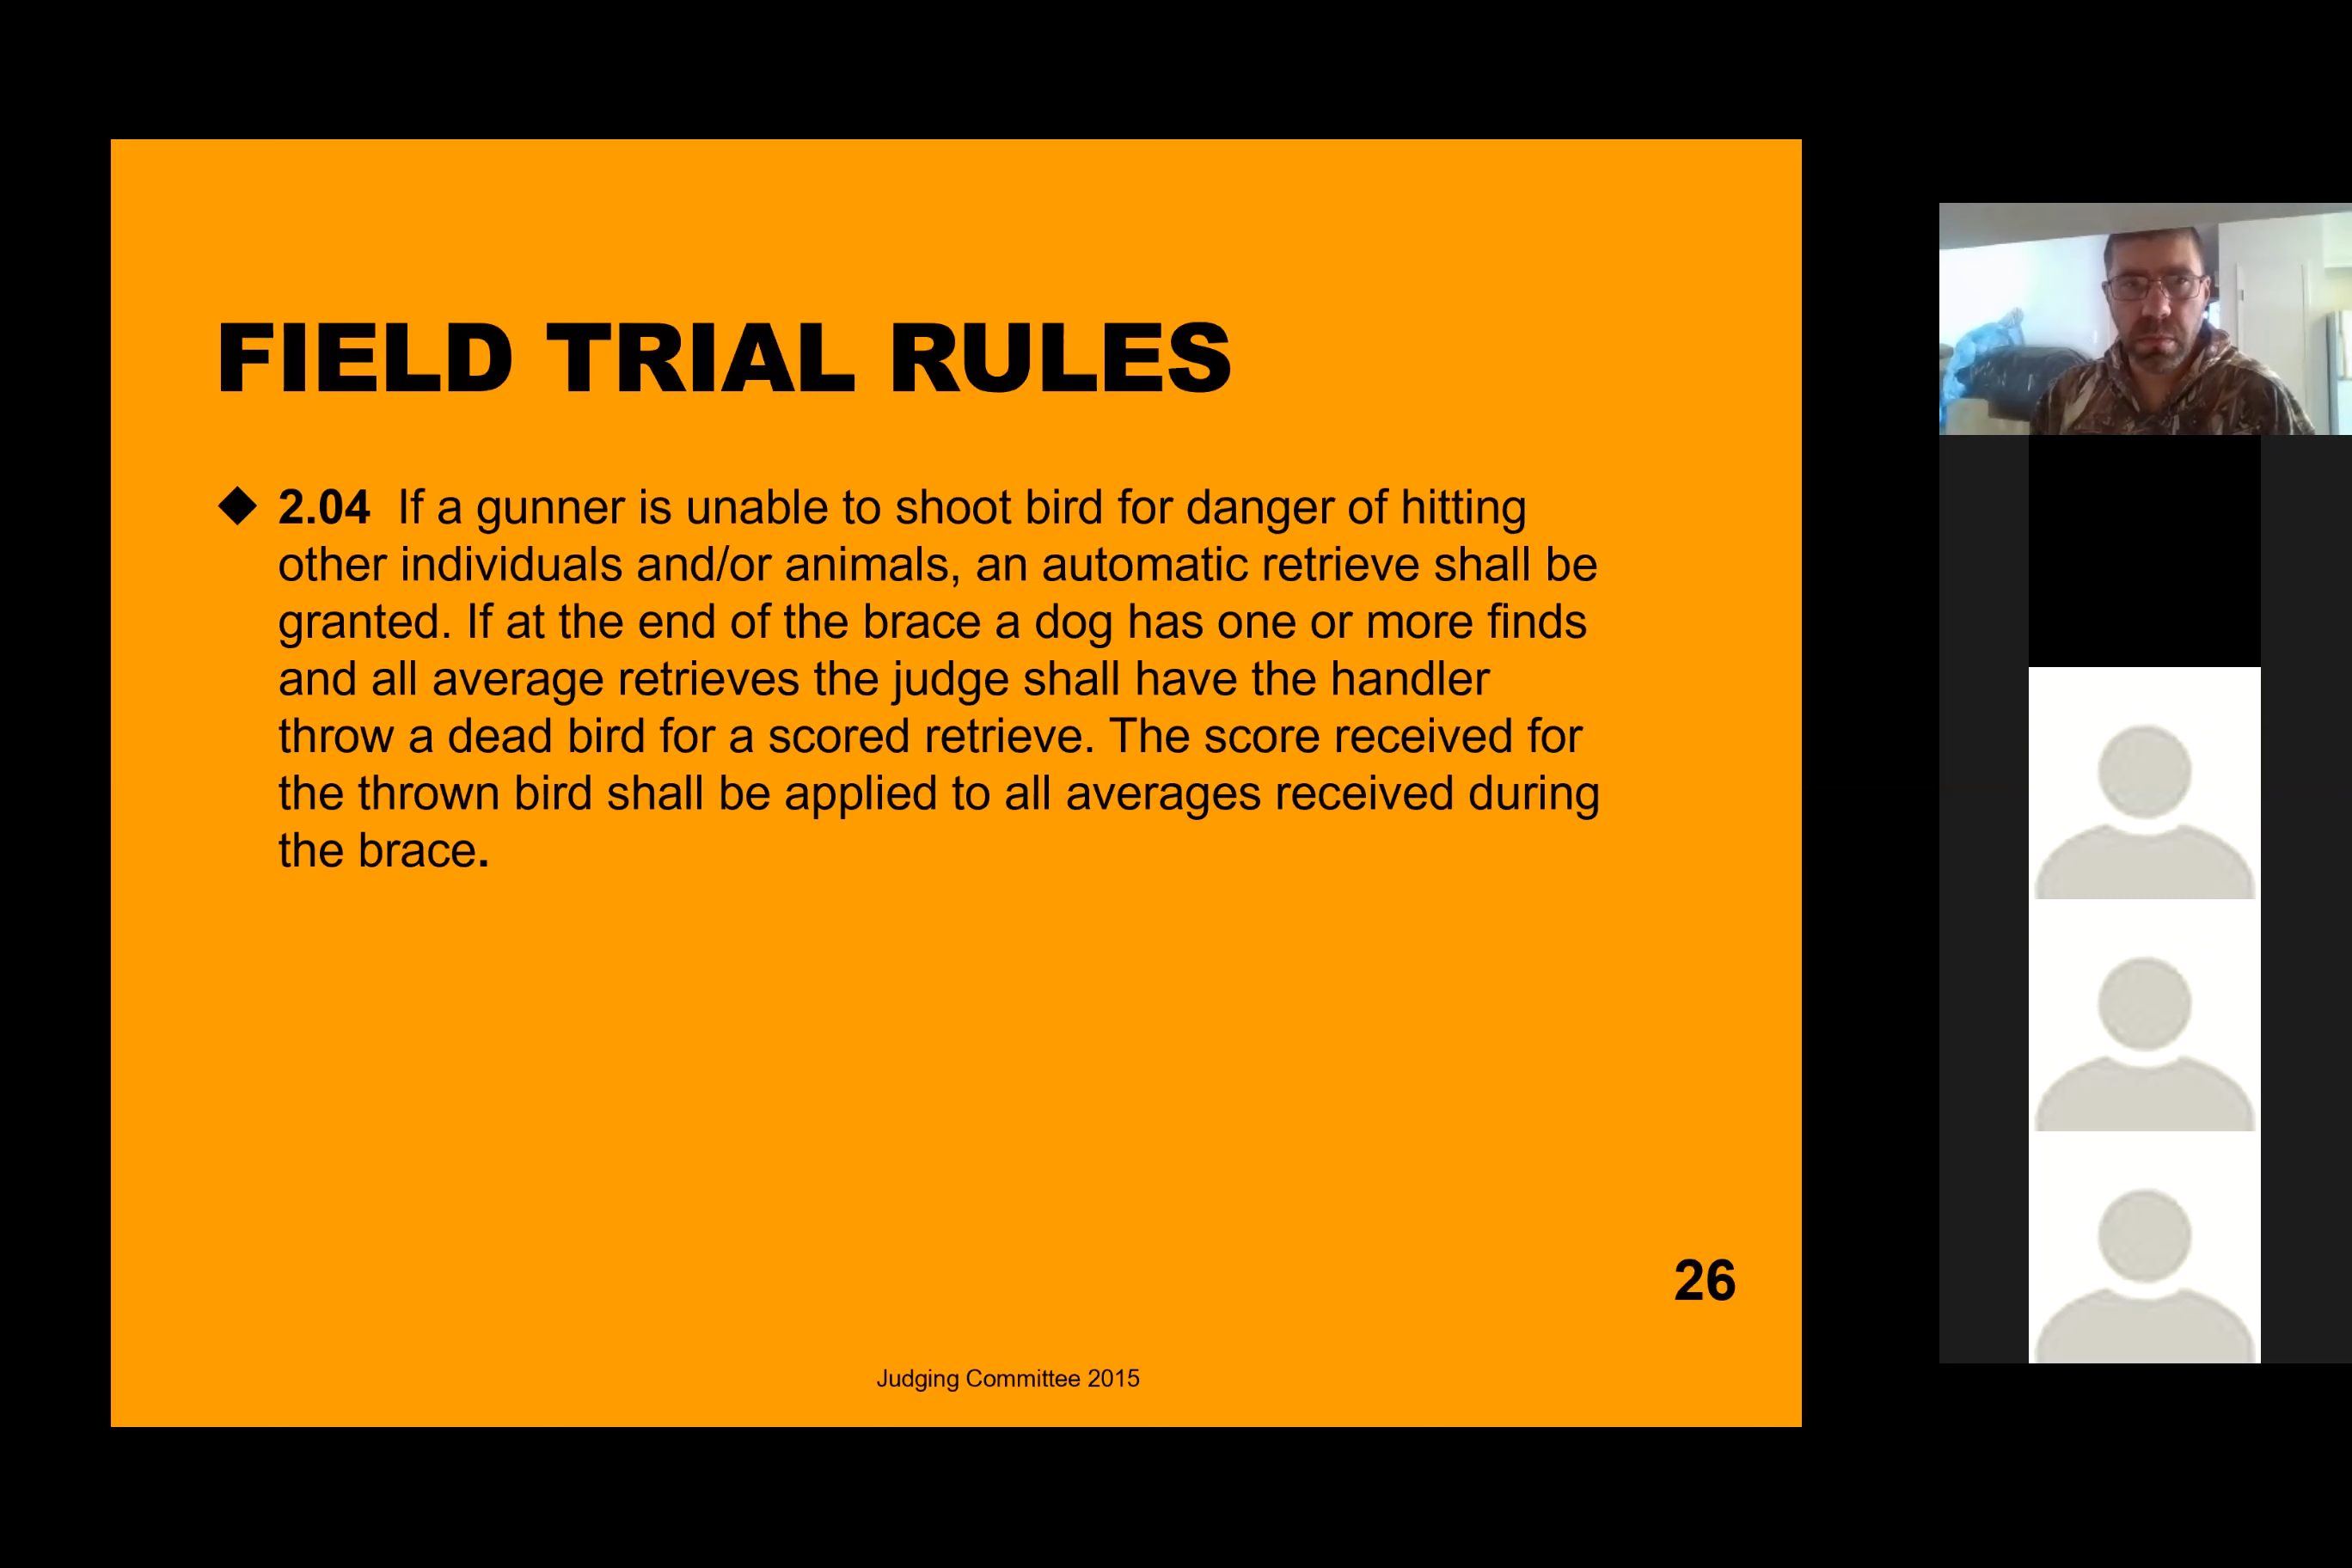 FIELD TRIAL RULES
◆ 2.04 If a gunner is unable to shoot bird for danger of hitting
other individuals and/or animals, an automatic retrieve shall be
granted. If at the end of the brace a dog has one or more finds
and all average retrieves the judge shall have the handler
throw a dead bird for a scored retrieve. The score received for
the thrown bird shall be applied to all averages received during
the brace.
26
Judging Committee 2015